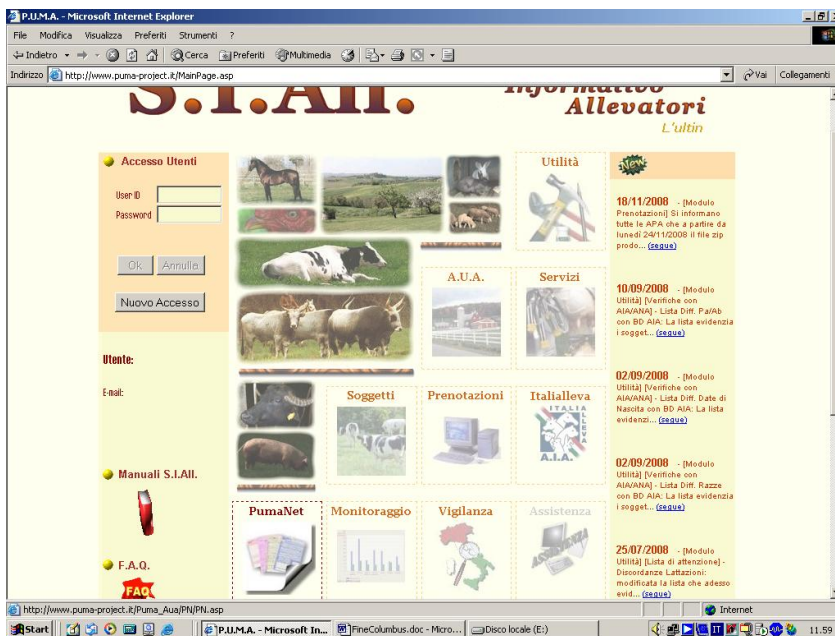 P.U.M.A. - Microsoft Internet Explorer
File Modifica Visualizza Preferiti Strumenti ?
Indietro Cerca Preferiti Multimedia
Indirizzo http://www.puma-project.it/MainPage.asp Vai Collegamenti
S.I.All. Informativo
Allevatori
L'ultin
Accesso Utenti
User ID
Password
Ok Annulla
Nuovo Accesso
Utente:
E-mail:
Manuali S.I.All.
F.A.Q.
FAQ
Utilità
A.U.A. Servizi
Soggetti Prenotazioni Italialleva
ITALIA
ALLEVA
A.I.A.
PumaNet Monitoraggio Vigilanza Assistenza
ASSISTENZA
New
18/11/2008 - [Modulo
Prenotazioni] Si informano
tutte le APA che a partire da
lunedì 24/11/2008 il file zip
prodo... (segue)
10/09/2008 - [Modulo
Utilità] [Verifiche con
AIA/ANA] - Lista Diff. Pa/Ab
con BD AIA: La lista evidenzia
i sogget... (segue)
02/09/2008 - [Modulo
Utilità] [Verifiche con
AIA/ANA] - Lista Diff. Date di
Nascita con BD AIA: La lista
evidenzi... (segue)
02/09/2008 - [Modulo
Utilità] [Verifiche con
AIA/ANA] - Lista Diff. Razze
con BD AIA: La lista evidenzia
i sogget... (segue)
25/07/2008 - [Modulo
Utilità] [Lista di attenzione] -
Discordanze Lattazioni:
modificata la lista che adesso
evid... (segue)
http://www.puma-project.it/Puma_Aua/PN/PN.asp Internet
Start P.U.M.A. - Microsoft In... FineColumbus.doc - Micro... Disco locale (E:) IT 11.59